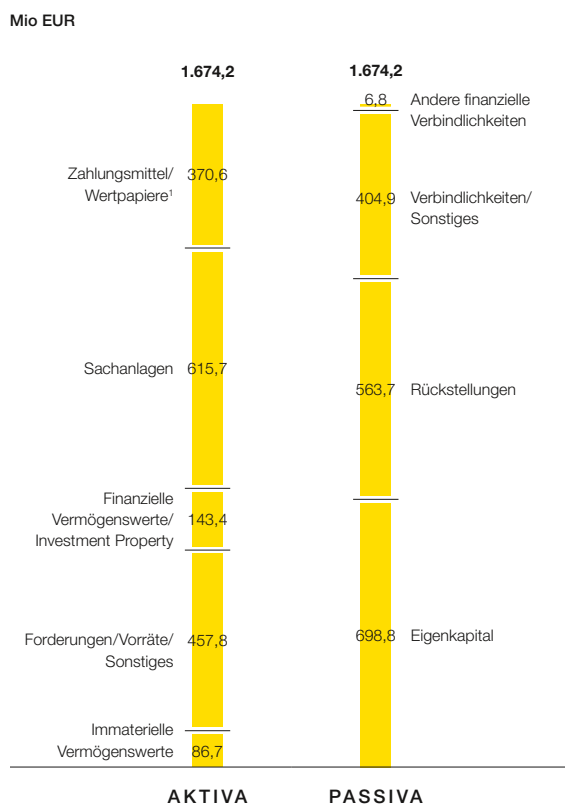 Mio EUR
1.674,2
1.674,2
6,8
Andere finanzielle
Verbindlichkeiten
Zahlungsmittel/
Wertpapiere¹
370,6
404,9
Verbindlichkeiten/
Sonstiges
Sachanlagen
615,7
563,7
Rückstellungen
Finanzielle
Vermögenswerte/
Investment Property
143,4
Forderungen/Vorräte/
Sonstiges
457,8
698,8
Eigenkapital
Immaterielle
Vermögenswerte
86,7
AKTIVA
PASSIVA